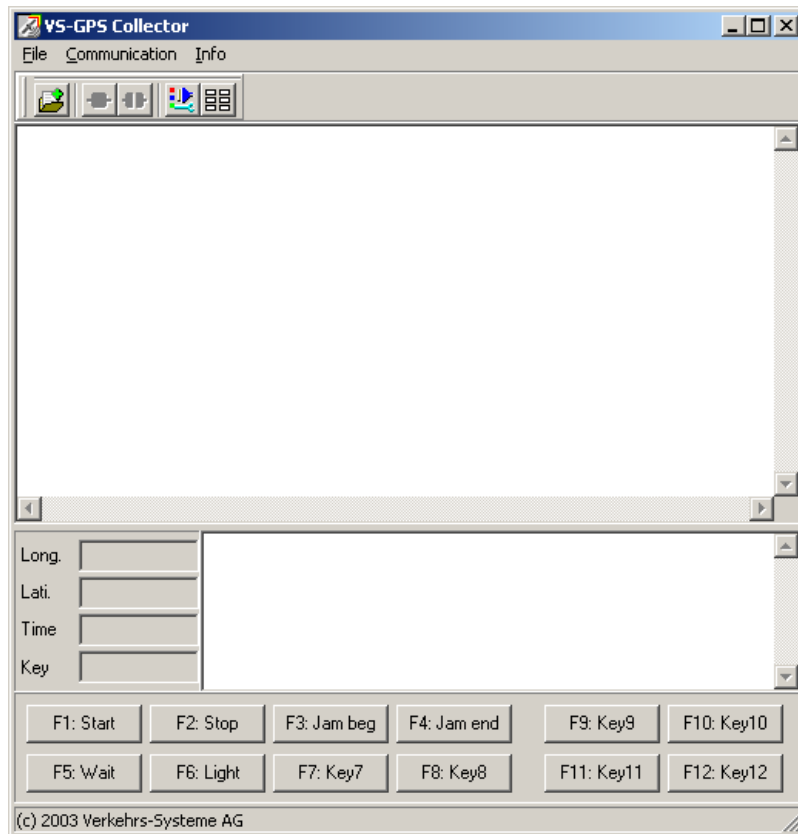 VS-GPS Collector
File Communication Info
Long.
Lati.
Time
Key
F1: Start F2: Stop F3: Jam beg F4: Jam end F9: Key9 F10: Key10
F5: Wait F6: Light F7: Key7 F8: Key8 F11: Key11 F12: Key12
(c) 2003 Verkehrs-Systeme AG